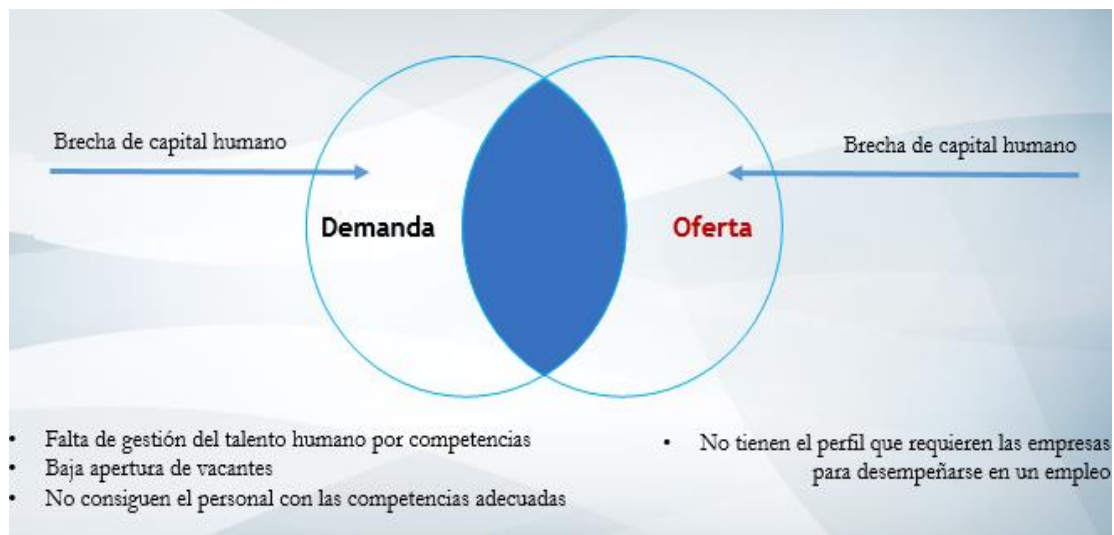 Brecha de capital humano
Brecha de capital humano
Demanda
Oferta
• Falta de gestión del talento humano por competencias
• Baja apertura de vacantes
• No consiguen el personal con las competencias adecuadas
• No tienen el perfil que requieren las empresas
para desempeñarse en un empleo